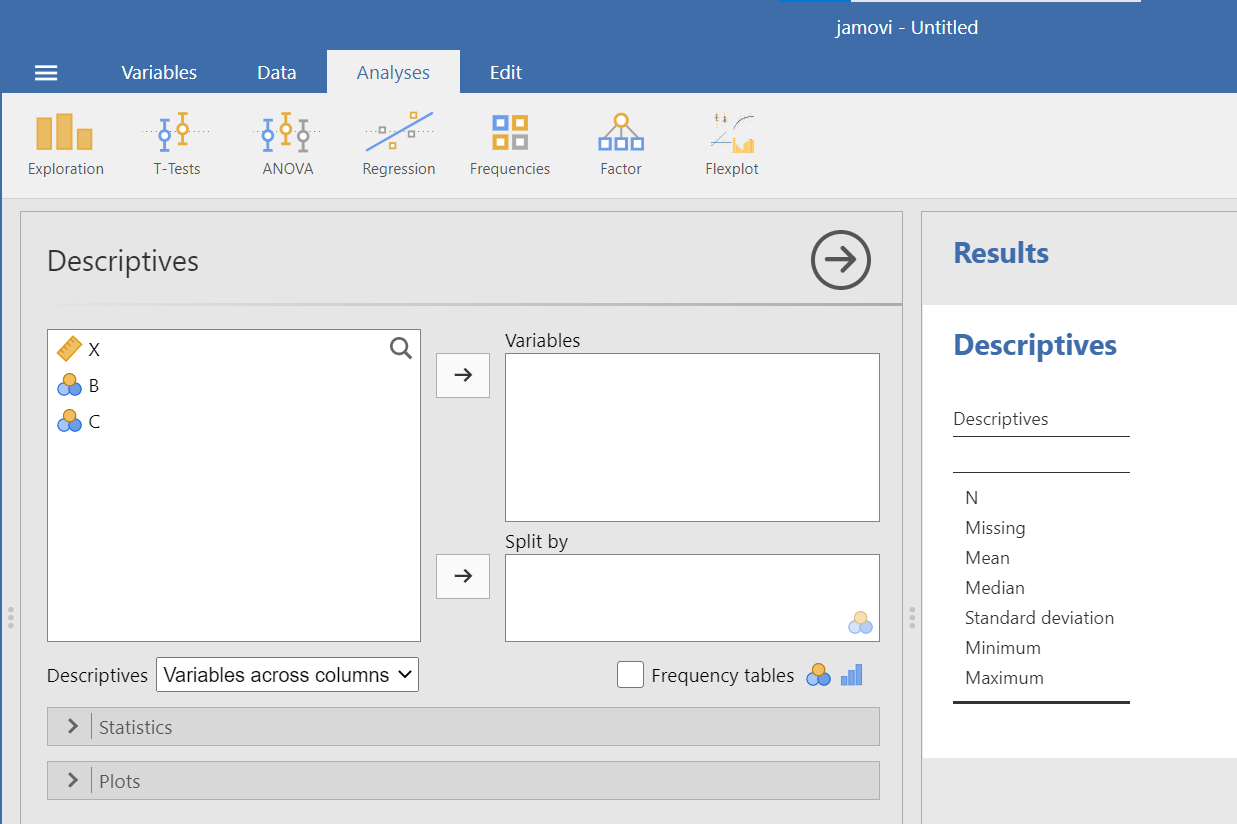 jamovi - Untitled
Variables Data Analyses Edit
Exploration T-Tests ANOVA Regression Frequencies Factor Flexplot
Descriptives
X
B
C
Variables
Split by
Descriptives Variables across columns Frequency tables
Statistics
Plots
Results
Descriptives
Descriptives
N
Missing
Mean
Median
Standard deviation
Minimum
Maximum